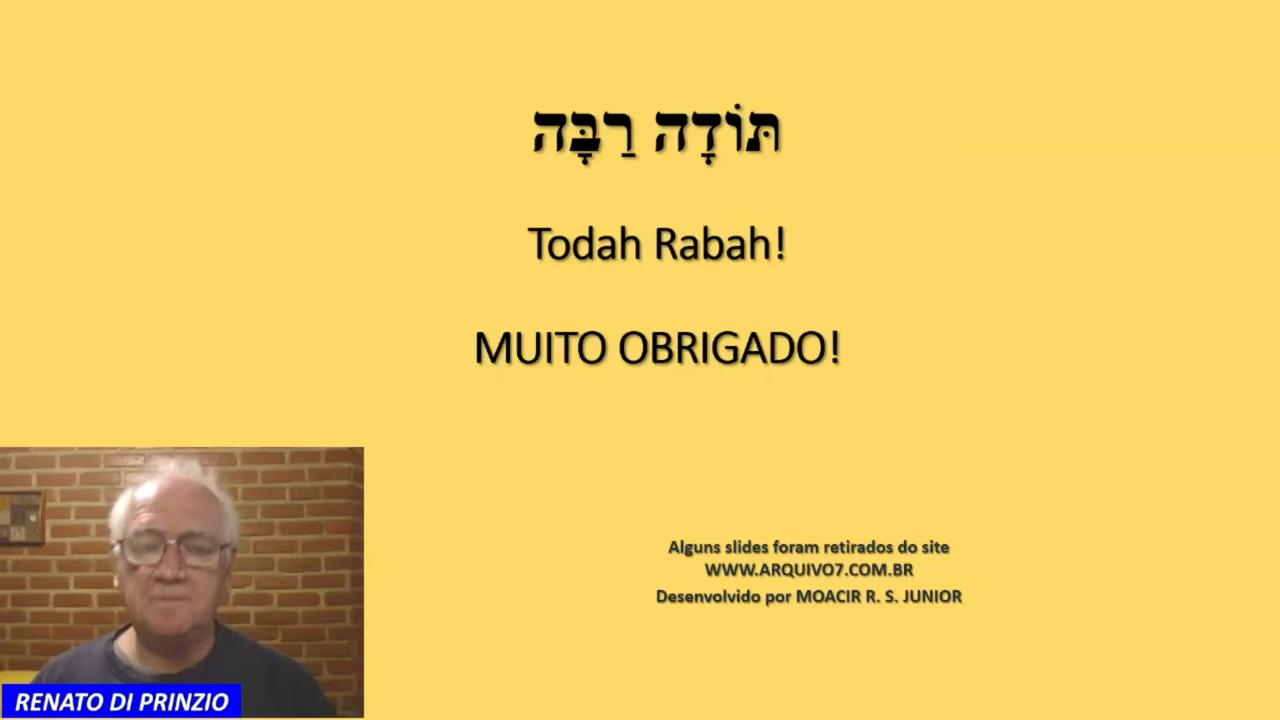 תּוֹדָה רַבָּה
Todah Rabah!
MUITO OBRIGADO!
Alguns slides foram retirados do site
WWW.ARQUIVO7.COM.BR
Desenvolvido por MOACIR R. S. JUNIOR
RENATO DI PRINZIO